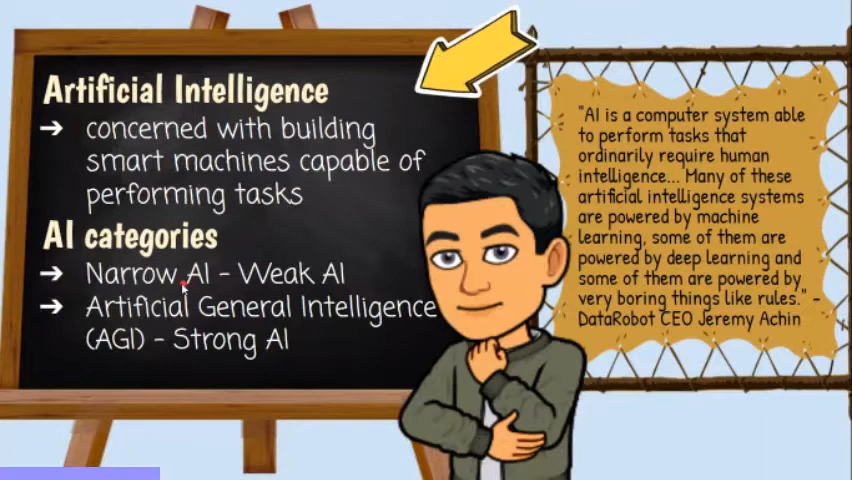 Artificial Intelligence
➔ concerned with building
smart machines capable of
performing tasks
AI categories
➔ Narrow AI - Weak AI
➔ Artificial General Intelligence
(AGI) - Strong AI
"AI is a computer system able
to perform tasks that
ordinarily require human
intelligence... Many of these
artificial intelligence systems
are powered by machine
learning, some of them are
powered by deep learning and
some of them are powered by
very boring things like rules." -
DataRobot CEO Jeremy Achin